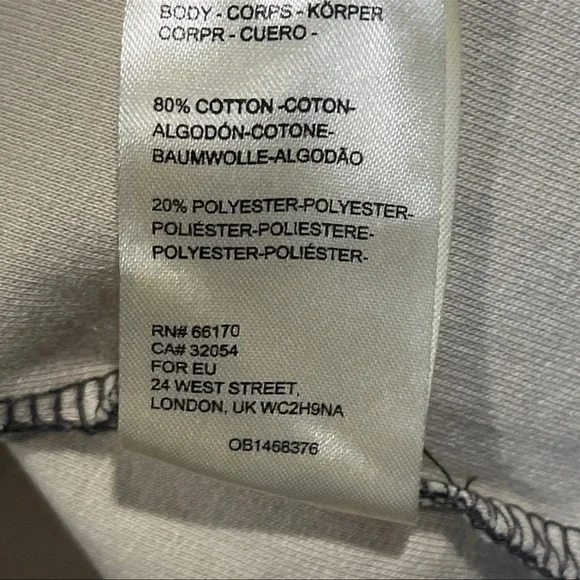 BODY - CORPS - KÖRPER
CORPR - CUERO -
80% COTTON -COTON-
ALGODÓN-COTONE-
BAUMWOLLE-ALGODÃO
20% POLYESTER-POLYESTER-
POLIÉSTER-POLIESTERE-
POLYESTER-POLIÉSTER-
RN# 66170
CA# 32054
FOR EU
24 WEST STREET,
LONDON, UK WC2H9NA
OB1468376